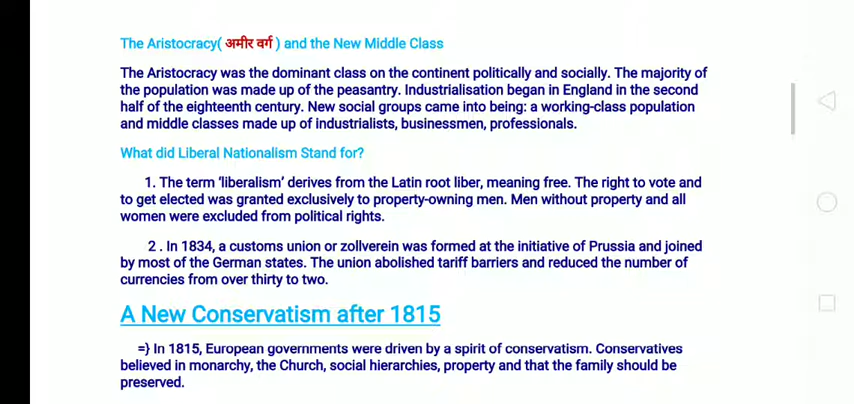 The Aristocracy( अमीर वर्ग ) and the New Middle Class
The Aristocracy was the dominant class on the continent politically and socially. The majority of
the population was made up of the peasantry. Industrialisation began in England in the second
half of the eighteenth century. New social groups came into being: a working-class population
and middle classes made up of industrialists, businessmen, professionals.
What did Liberal Nationalism Stand for?
1. The term ‘liberalism’ derives from the Latin root liber, meaning free. The right to vote and
to get elected was granted exclusively to property-owning men. Men without property and all
women were excluded from political rights.
2 . In 1834, a customs union or zollverein was formed at the initiative of Prussia and joined
by most of the German states. The union abolished tariff barriers and reduced the number of
currencies from over thirty to two.
A New Conservatism after 1815
=} In 1815, European governments were driven by a spirit of conservatism. Conservatives
believed in monarchy, the Church, social hierarchies, property and that the family should be
preserved.